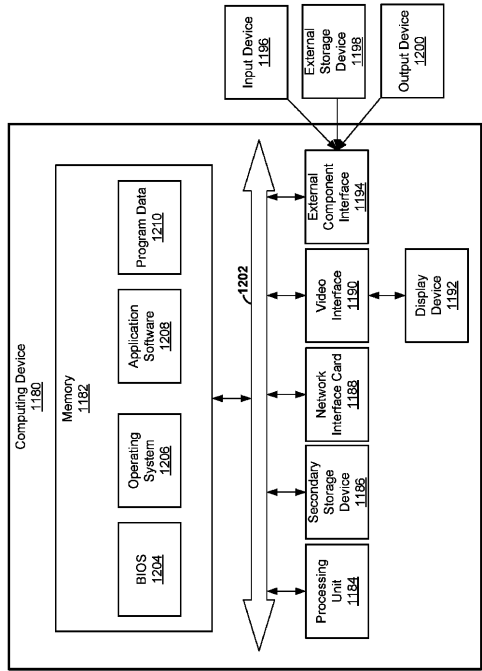 Computing Device
1180
Memory
1182
BIOS
1204
Operating
System
1206
Application
Software
1208
Program Data
1210
1202
Processing
Unit
1184
Secondary
Storage
Device
1186
Network
Interface Card
1188
Video
Interface
1190
External
Component
Interface
1194
Display
Device
1192
Input Device
1196
External
Storage
Device
1198
Output Device
1200